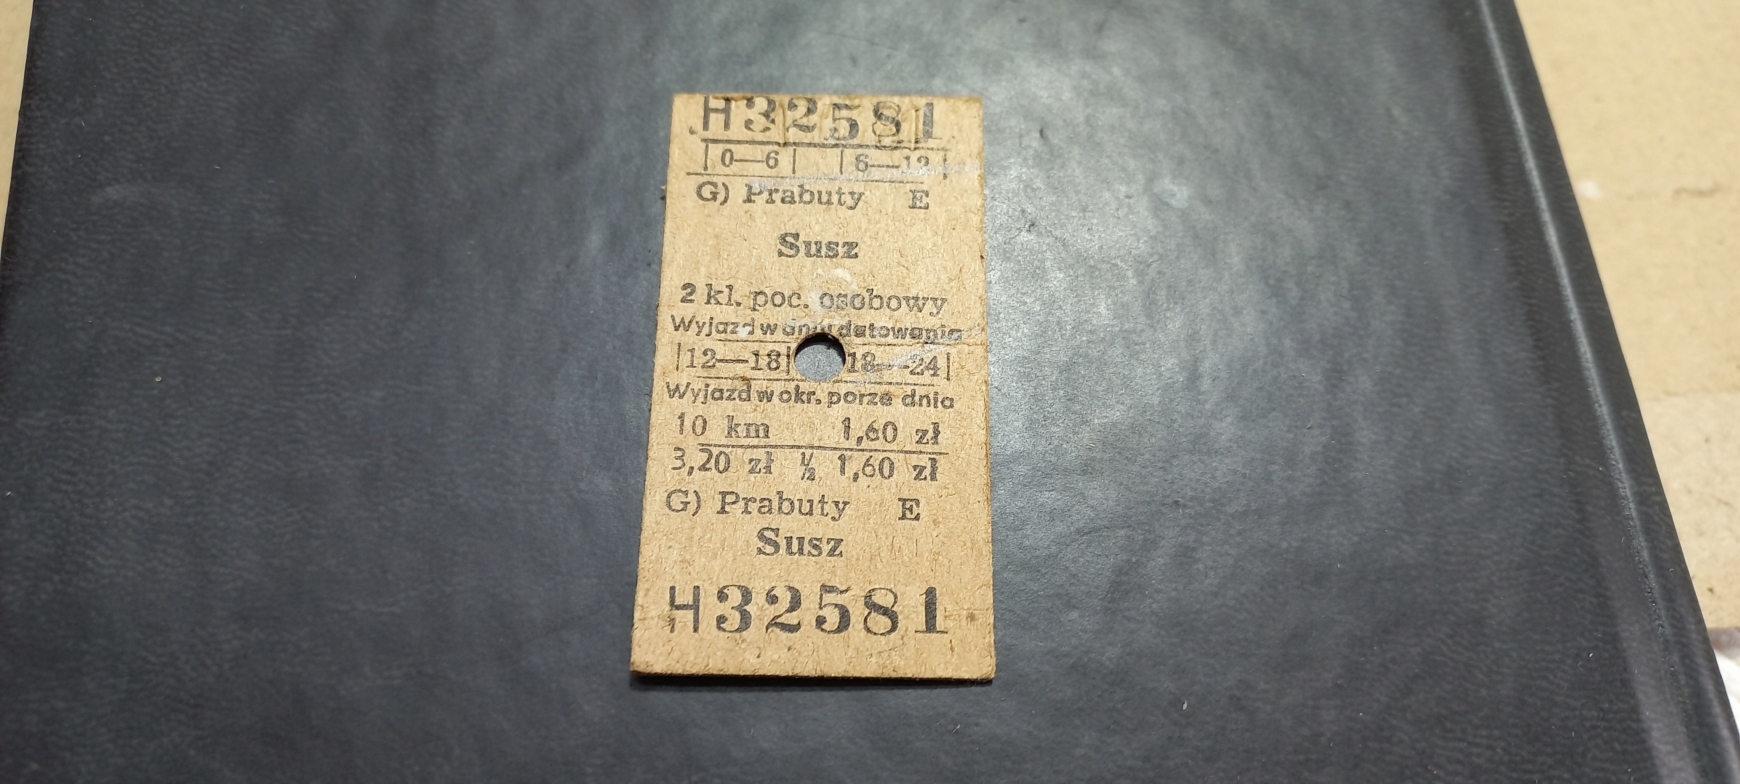 H32581
|0—6| |6—12|
G) Prabuty E
Susz
2 kl. poc. osobowy
Wyjazd w dniu datowania
|12—18| 18—24|
Wyjazd w okr. porze dnia
10 km 1,60 zł
3,20 zł ½ 1,60 zł
G) Prabuty E
Susz
H32581